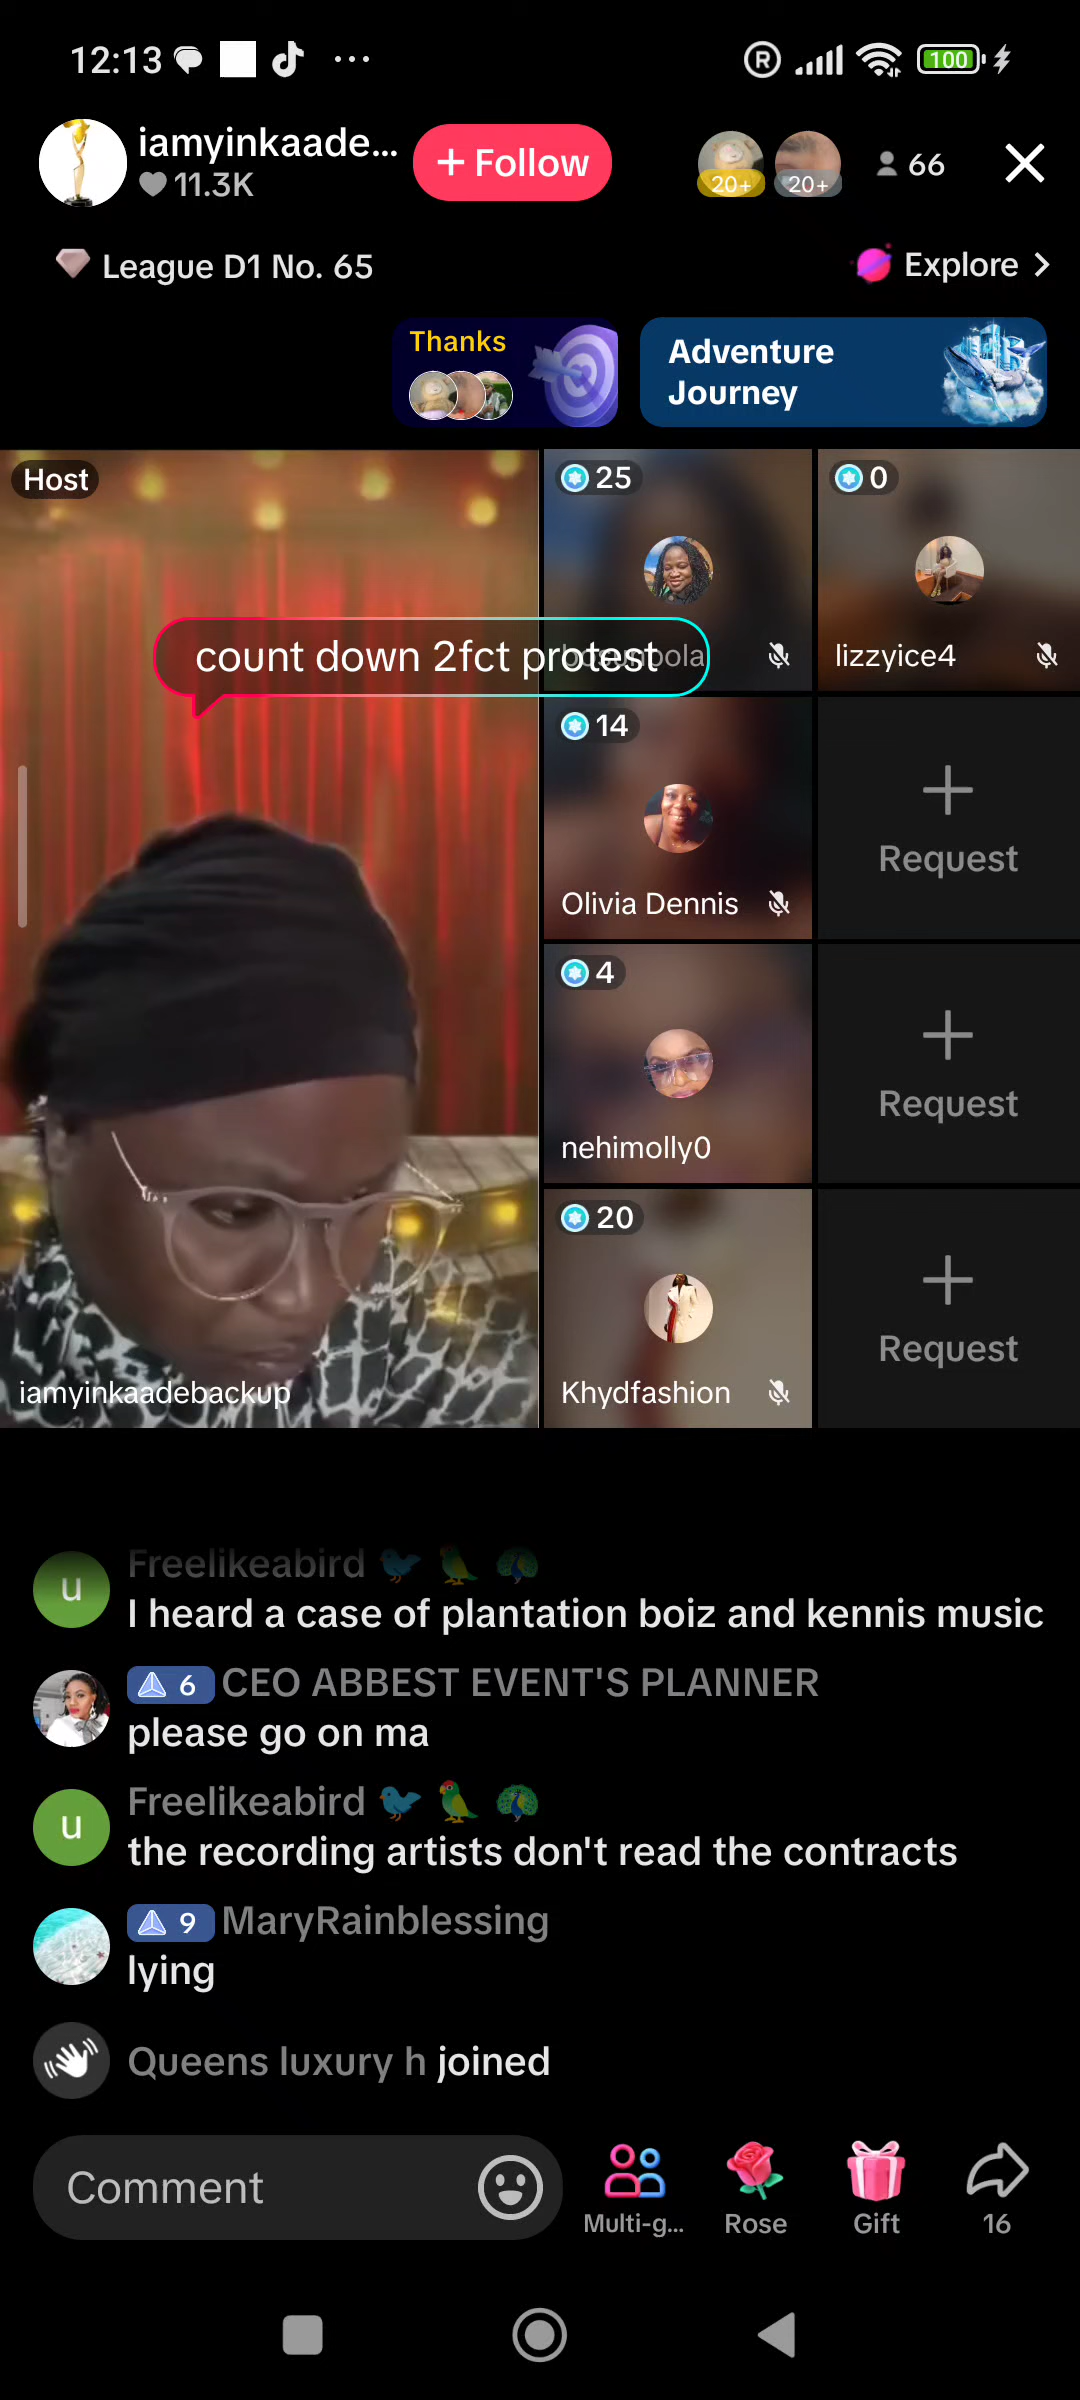 12:13
R
100
iamyinkaade...
11.3K
+ Follow
20+
20+
66
League D1 No. 65
Explore >
Thanks
Adventure
Journey
Host
25
0
count down 2fct protest
lizzyice4
14
Request
Olivia Dennis
4
Request
nehimolly0
20
Request
iamyinkaadebackup
Khydfashion
Freelikeabird
u
I heard a case of plantation boiz and kennis music
6 CEO ABBEST EVENT'S PLANNER
please go on ma
Freelikeabird
u
the recording artists don't read the contracts
9 MaryRainblessing
lying
Queens luxury h joined
Comment
Multi-g...
Rose
Gift
16